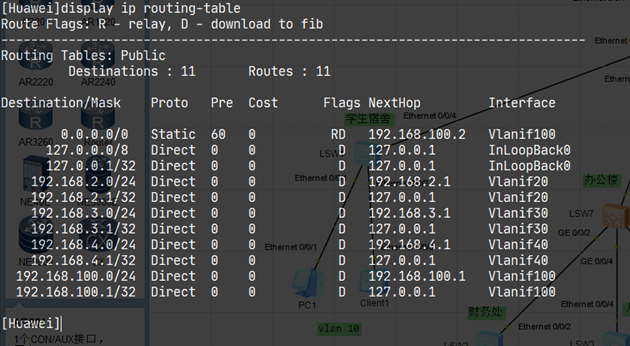 [Huawei]display ip routing-table
Route Flags: R - relay, D - download to fib
------------------------------------------------------------------------------
Routing Tables: Public
         Destinations : 11       Routes : 11
Destination/Mask    Proto   Pre  Cost      Flags NextHop         Interface
        0.0.0.0/0   Static  60   0          RD   192.168.100.2   Vlanif100
      127.0.0.0/8   Direct  0    0           D   127.0.0.1       InLoopBack0
      127.0.0.1/32  Direct  0    0           D   127.0.0.1       InLoopBack0
    192.168.2.0/24  Direct  0    0           D   192.168.2.1     Vlanif20
    192.168.2.1/32  Direct  0    0           D   127.0.0.1       Vlanif20
    192.168.3.0/24  Direct  0    0           D   192.168.3.1     Vlanif30
    192.168.3.1/32  Direct  0    0           D   127.0.0.1       Vlanif30
    192.168.4.0/24  Direct  0    0           D   192.168.4.1     Vlanif40
    192.168.4.1/32  Direct  0    0           D   127.0.0.1       Vlanif40
  192.168.100.0/24  Direct  0    0           D   192.168.100.1   Vlanif100
  192.168.100.1/32  Direct  0    0           D   127.0.0.1       Vlanif100
[Huawei]
AR2220
AR2240
AR3260
Router
学生宿舍
Ethernet 0/0/4
Ethernet 0/0/1
PC1
Client1
vlan 10
办公楼
LSW7
GE 0/0/2
GE 0/0/4
Ethernet 0/0/1
财务处
Ethernet 0/0/2
1个CON/AUX接口,